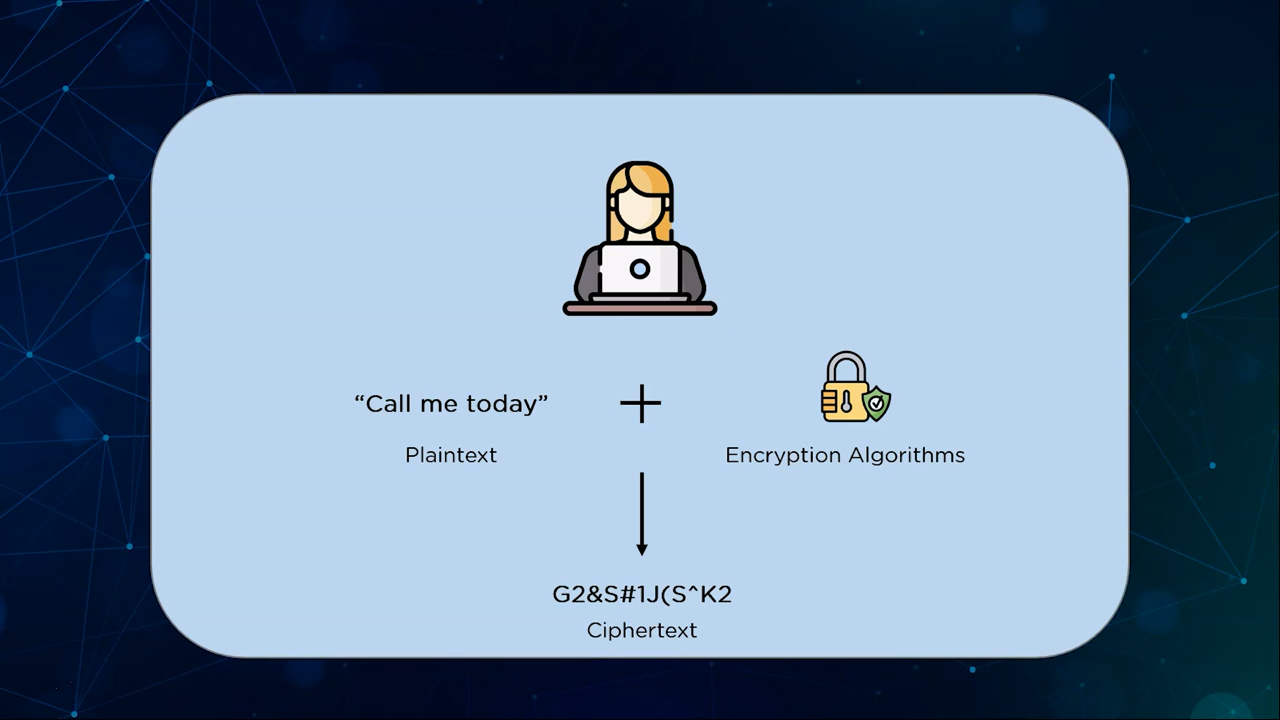 “Call me today”
Plaintext
Encryption Algorithms
G2&S#1J(S^K2
Ciphertext